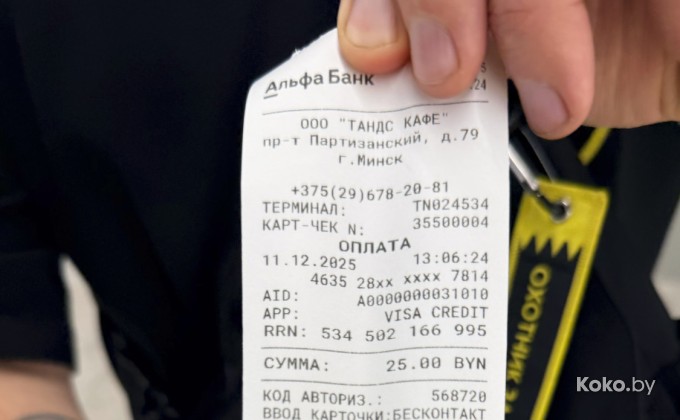 Альфа Банк
24
ООО "ТАНДС КАФЕ"
пр-т Партизанский, д.79
г.Минск
+375(29)678-20-81
ТЕРМИНАЛ: TN024534
КАРТ-ЧЕК N: 35500004
ОПЛАТА
11.12.2025 13:06:24
4635 28xx xxxx 7814
AID: A0000000031010
APP: VISA CREDIT
RRN: 534 502 166 995
СУММА: 25.00 BYN
КОД АВТОРИЗ.: 568720
ВВОД КАРТОЧКИ:БЕСКОНТАКТ
ОХОТНИК
Koko.by